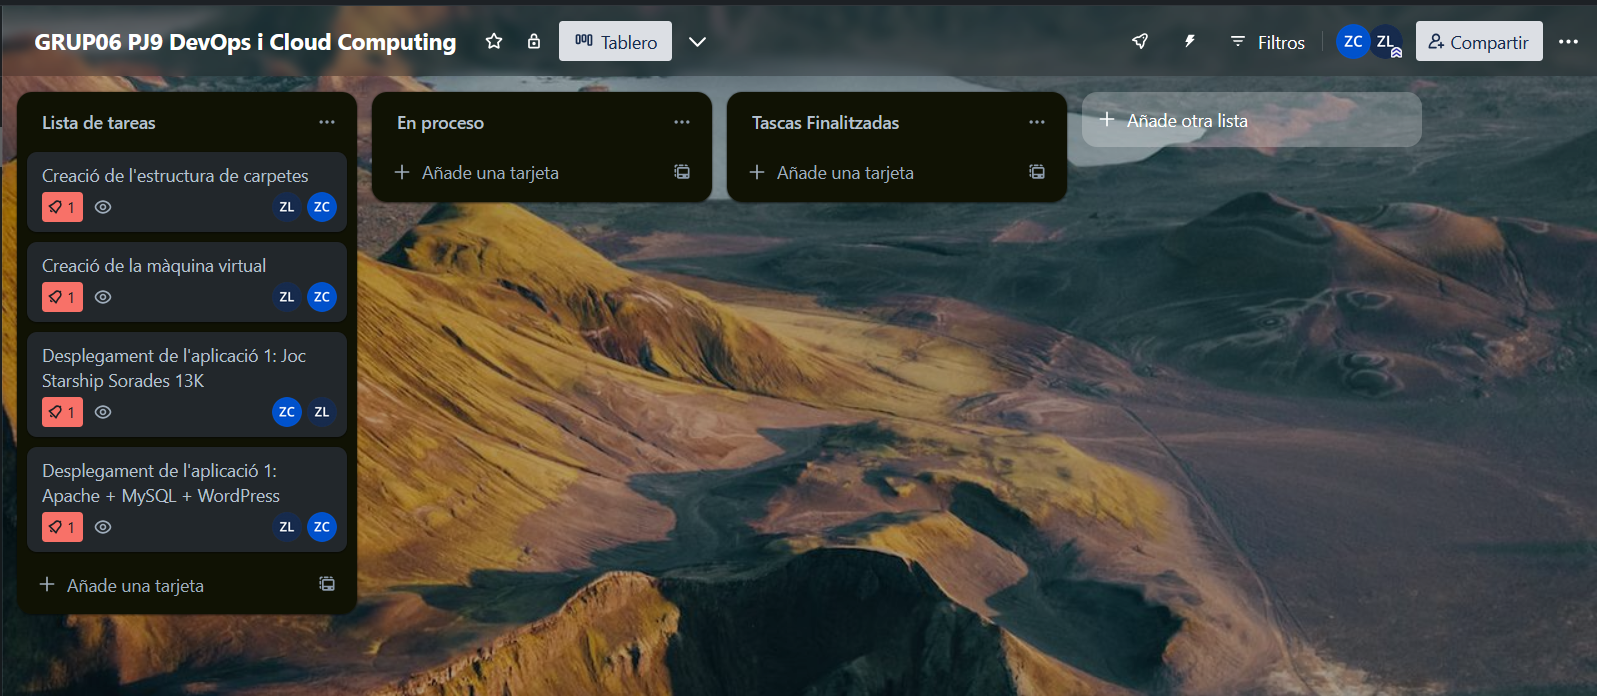 GRUP06 PJ9 DevOps i Cloud Computing
Tablero
Filtros
ZC
ZL
Compartir
Lista de tareas
Creació de l'estructura de carpetes
1
ZL
ZC
Creació de la màquina virtual
1
ZL
ZC
Desplegament de l'aplicació 1: Joc
Starship Sorades 13K
1
ZC
ZL
Desplegament de l'aplicació 1:
Apache + MySQL + WordPress
1
ZL
ZC
+ Añade una tarjeta
En proceso
+ Añade una tarjeta
Tascas Finalitzadas
+ Añade una tarjeta
+ Añade otra lista